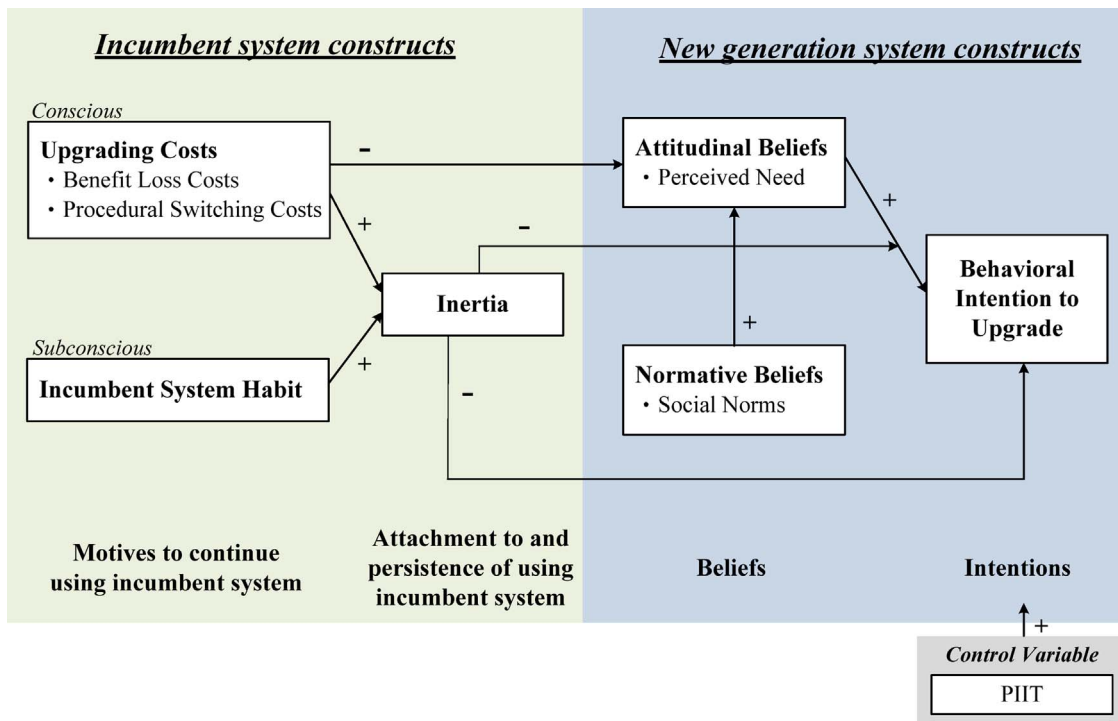 Incumbent system constructs
New generation system constructs
Conscious
Upgrading Costs
・Benefit Loss Costs
・Procedural Switching Costs
-
+
Attitudinal Beliefs
・Perceived Need
+
-
Inertia
Behavioral
Intention to
Upgrade
Subconscious
Incumbent System Habit
+
-
+
Normative Beliefs
・Social Norms
Motives to continue
using incumbent system
Attachment to and
persistence of using
incumbent system
Beliefs
Intentions
+
Control Variable
PIIT